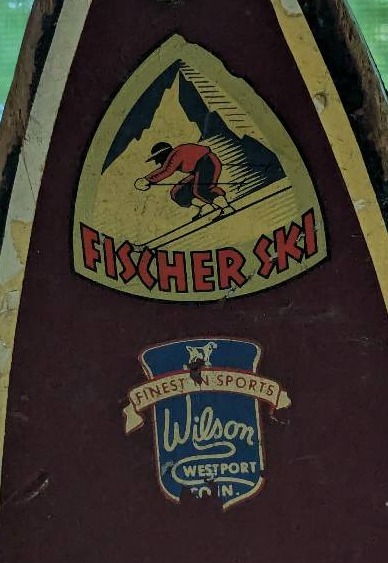 FISCHER SKI
FINEST IN SPORTS
Wilson
WESTPORT
CONN.